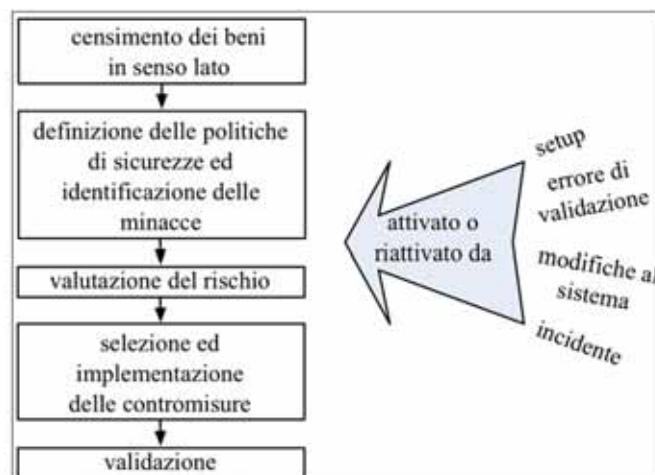 censimento dei beni
in senso lato
definizione delle politiche
di sicurezze ed
identificazione delle
minacce
valutazione del rischio
selezione ed
implementazione
delle contromisure
validazione
attivato o
riattivato da
setup
errore di
validazione
modifiche al
sistema
incidente